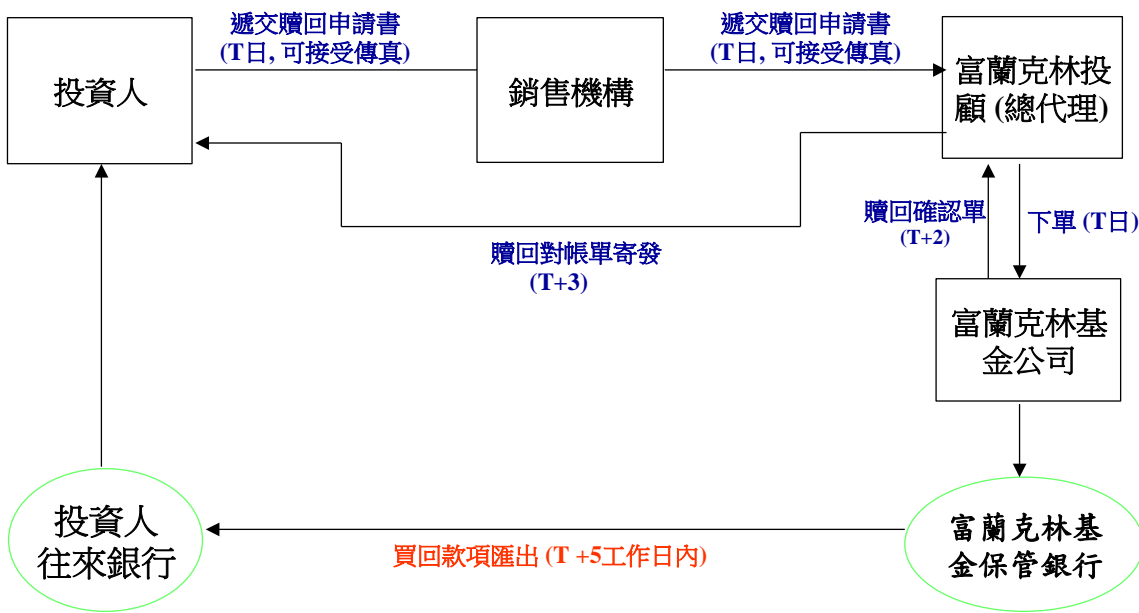 遞交贖回申請書
(T日, 可接受傳真)
遞交贖回申請書
(T日, 可接受傳真)
投資人
銷售機構
富蘭克林投
顧 (總代理)
贖回確認單
(T+2)
下單 (T日)
贖回對帳單寄發
(T+3)
富蘭克林基
金公司
投資人
往來銀行
買回款項匯出 (T +5工作日內)
富蘭克林基
金保管銀行